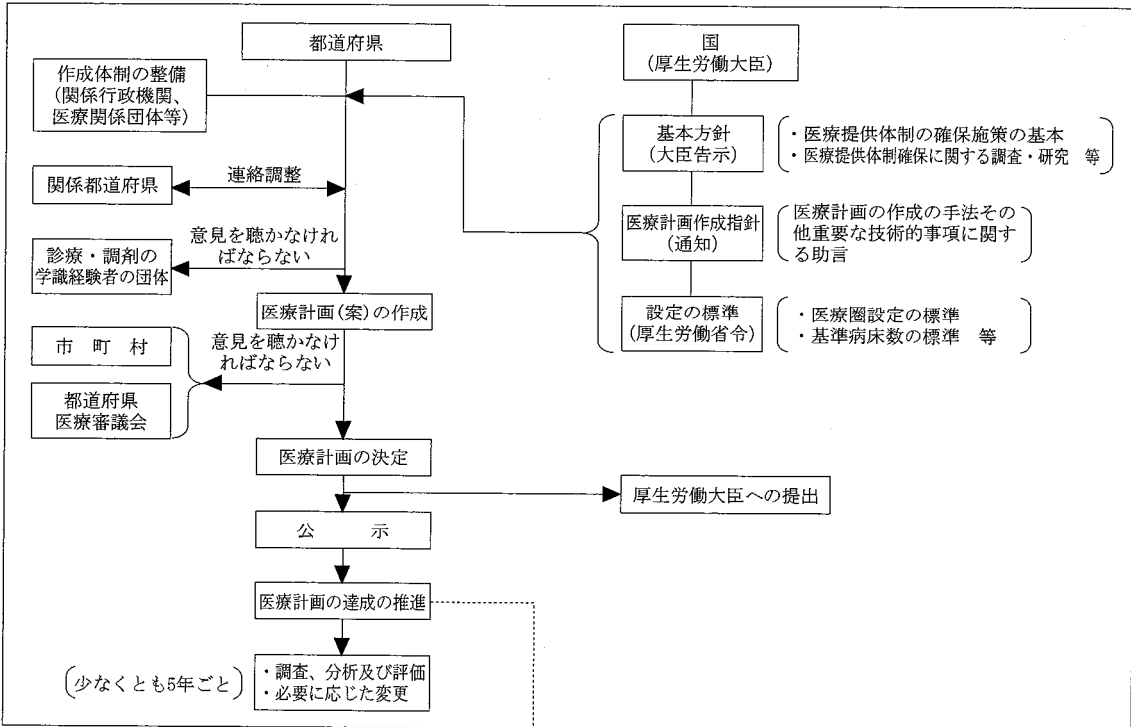 都道府県
作成体制の整備
(関係行政機関、
医療関係団体等)
関係都道府県
連絡調整
診療・調剤の
学識経験者の団体
意見を聴かなけれ
ばならない
医療計画(案)の作成
市町村
都道府県
医療審議会
意見を聴かなけ
ればならない
医療計画の決定
厚生労働大臣への提出
公示
医療計画の達成の推進
(少なくとも5年ごと)
・調査、分析及び評価
・必要に応じた変更
国
(厚生労働大臣)
基本方針
(大臣告示)
・医療提供体制の確保施策の基本
・医療提供体制確保に関する調査・研究 等
医療計画作成指針
(通知)
医療計画の作成の手法その
他重要な技術的事項に関す
る助言
設定の標準
(厚生労働省令)
・医療圏設定の標準
・基準病床数の標準 等